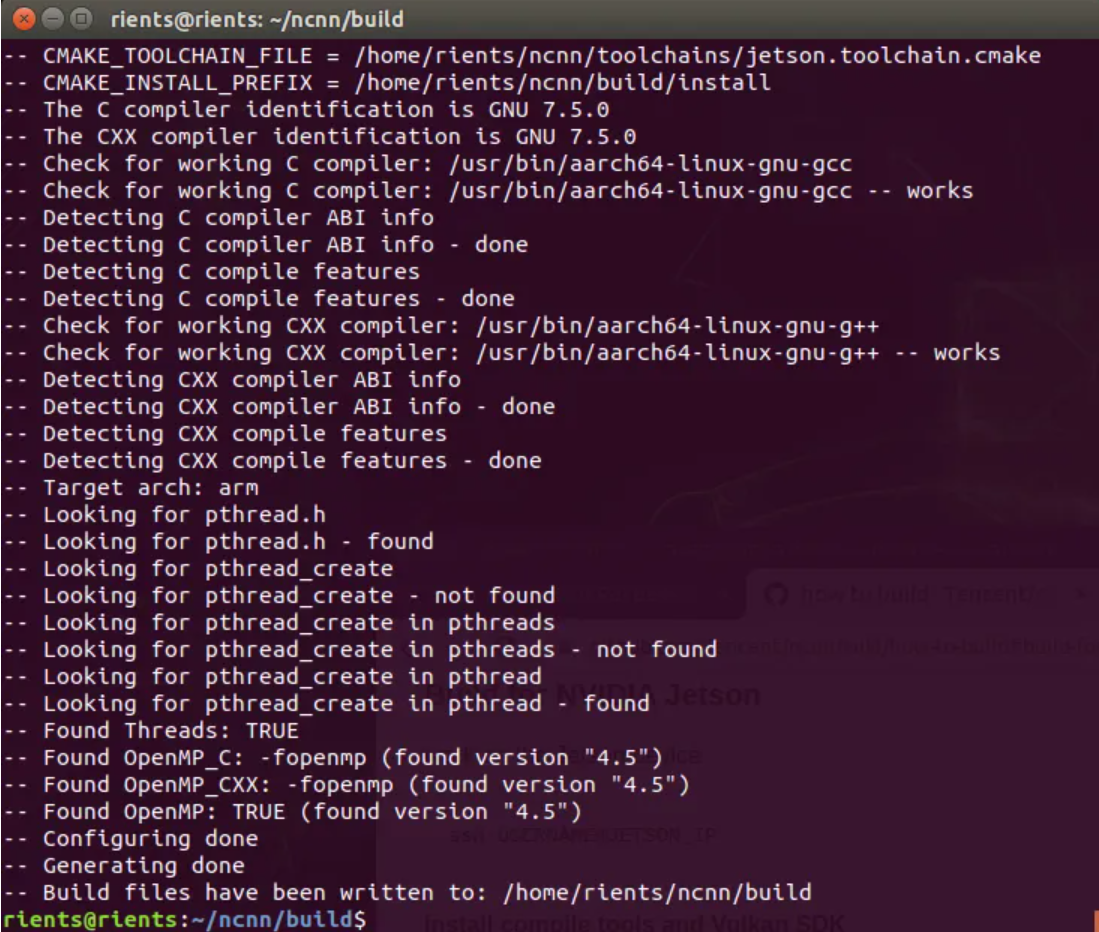 rients@rients: ~/ncnn/build
-- CMAKE_TOOLCHAIN_FILE = /home/rients/ncnn/toolchains/jetson.toolchain.cmake
-- CMAKE_INSTALL_PREFIX = /home/rients/ncnn/build/install
-- The C compiler identification is GNU 7.5.0
-- The CXX compiler identification is GNU 7.5.0
-- Check for working C compiler: /usr/bin/aarch64-linux-gnu-gcc
-- Check for working C compiler: /usr/bin/aarch64-linux-gnu-gcc -- works
-- Detecting C compiler ABI info
-- Detecting C compiler ABI info - done
-- Detecting C compile features
-- Detecting C compile features - done
-- Check for working CXX compiler: /usr/bin/aarch64-linux-gnu-g++
-- Check for working CXX compiler: /usr/bin/aarch64-linux-gnu-g++ -- works
-- Detecting CXX compiler ABI info
-- Detecting CXX compiler ABI info - done
-- Detecting CXX compile features
-- Detecting CXX compile features - done
-- Target arch: arm
-- Looking for pthread.h
-- Looking for pthread.h - found
-- Looking for pthread_create
-- Looking for pthread_create - not found
-- Looking for pthread_create in pthreads
-- Looking for pthread_create in pthreads - not found
-- Looking for pthread_create in pthread
-- Looking for pthread_create in pthread - found
-- Found Threads: TRUE
-- Found OpenMP_C: -fopenmp (found version "4.5")
-- Found OpenMP_CXX: -fopenmp (found version "4.5")
-- Found OpenMP: TRUE (found version "4.5")
-- Configuring done
-- Generating done
-- Build files have been written to: /home/rients/ncnn/build
rients@rients:~/ncnn/build$
Build for NVIDIA Jetson
Install compile tools and Vulkan SDK